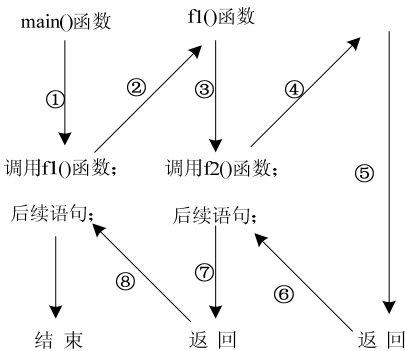 main()函数 f1()函数
① ② ③ ④
调用f1()函数； 调用f2()函数； ⑤
后续语句； 后续语句；
⑧ ⑦ ⑥
结 束 返 回 返 回